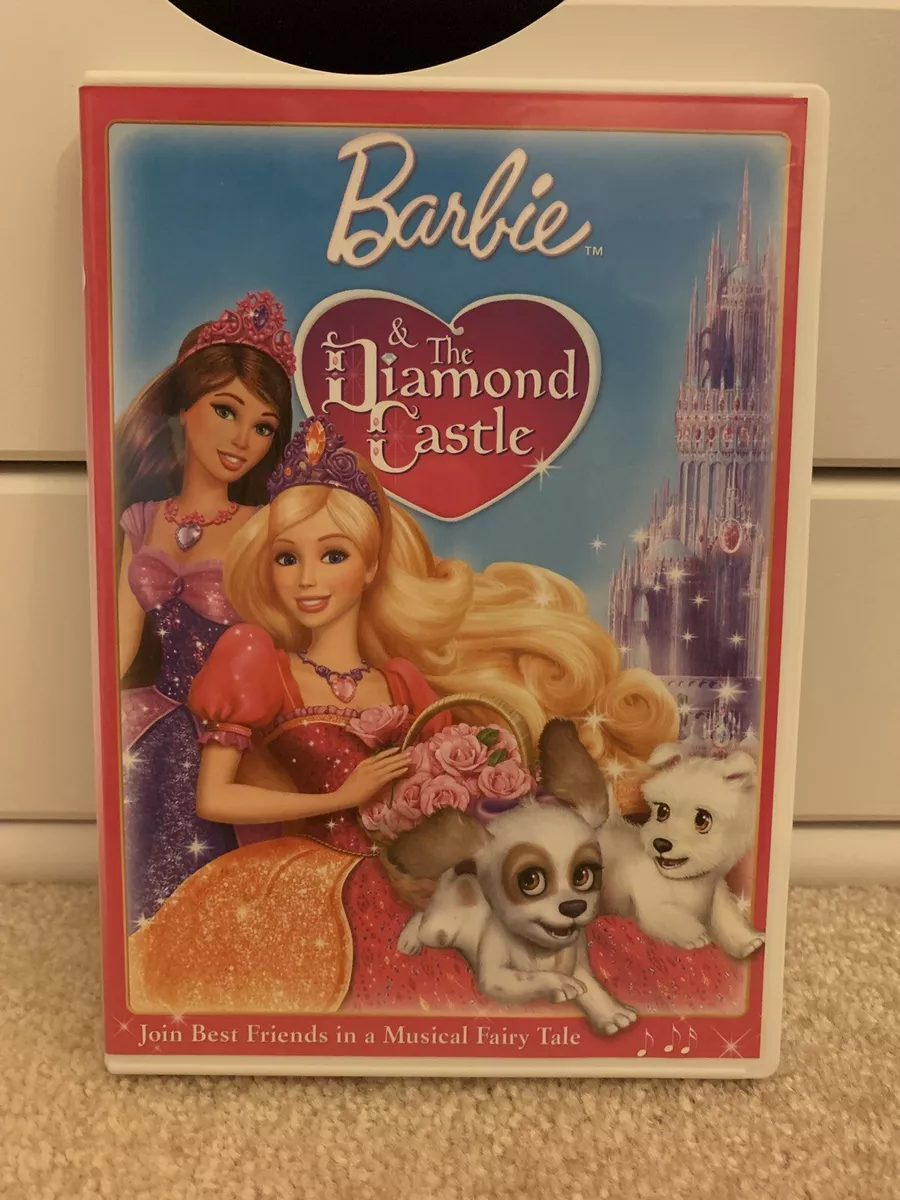 Barbie™
& The
Diamond
Castle
Join Best Friends in a Musical Fairy Tale